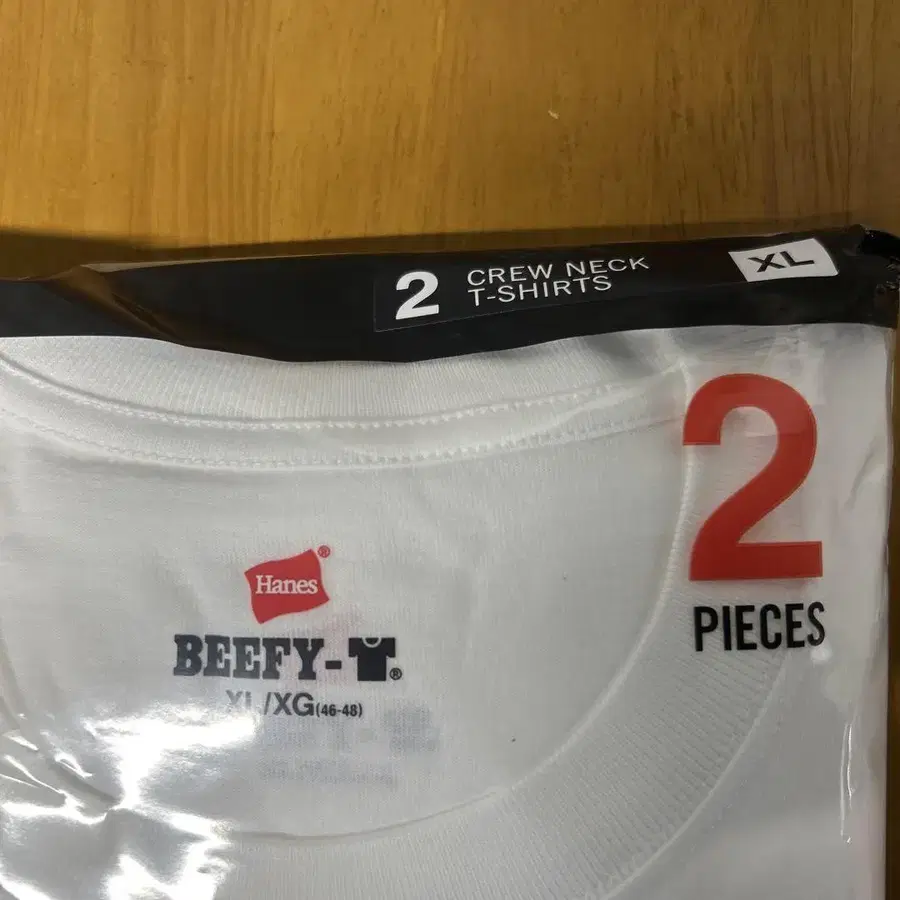 2 CREW NECK
T-SHIRTS
XL
2
PIECES
Hanes®
BEEFY-®
XL/XG(46-48)